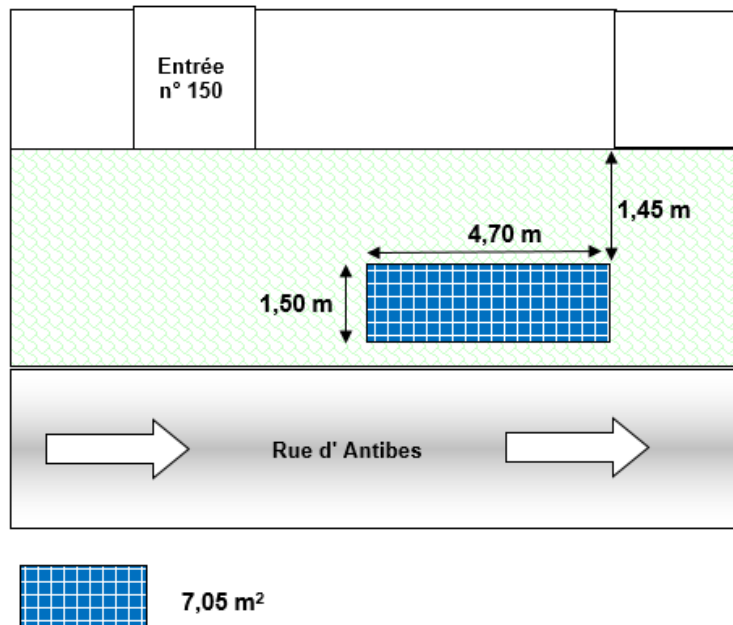 Entrée
n° 150
1,45 m
4,70 m
1,50 m
Rue d' Antibes
7,05 m²